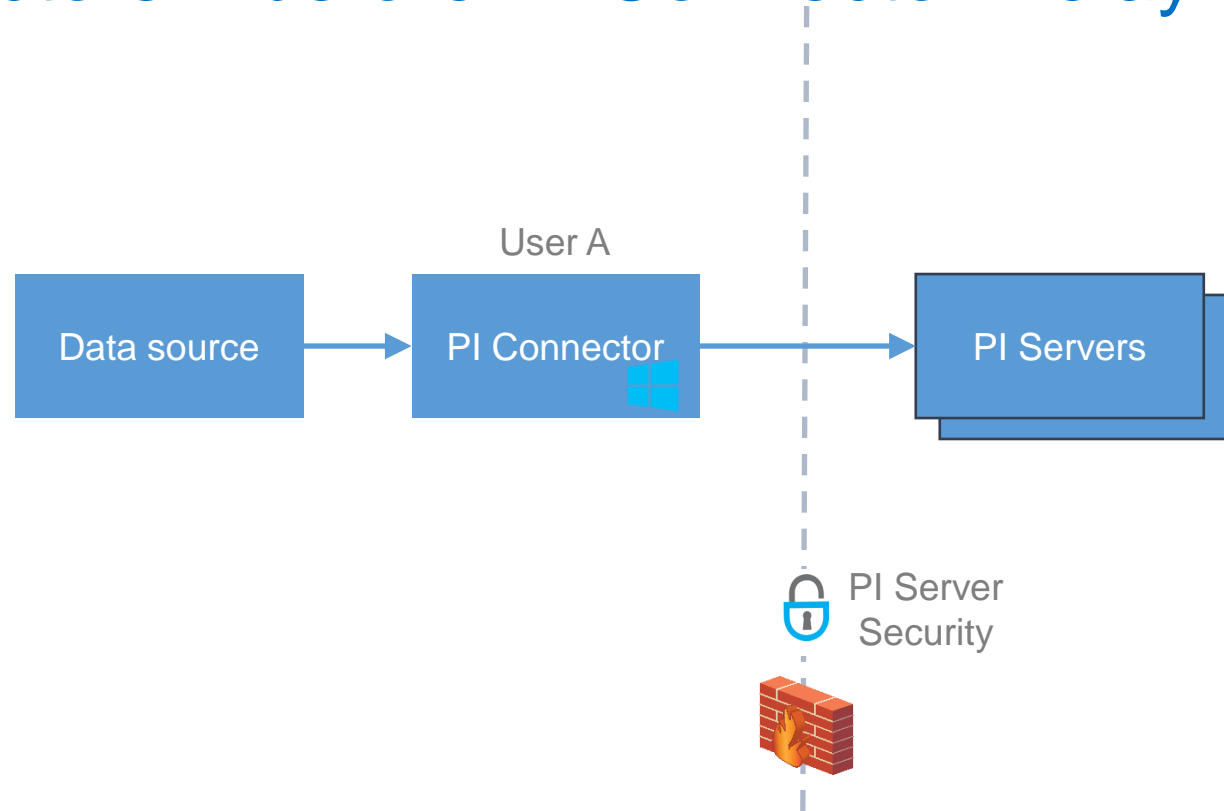 User A
Data source
PI Connector
PI Servers
PI Server
Security